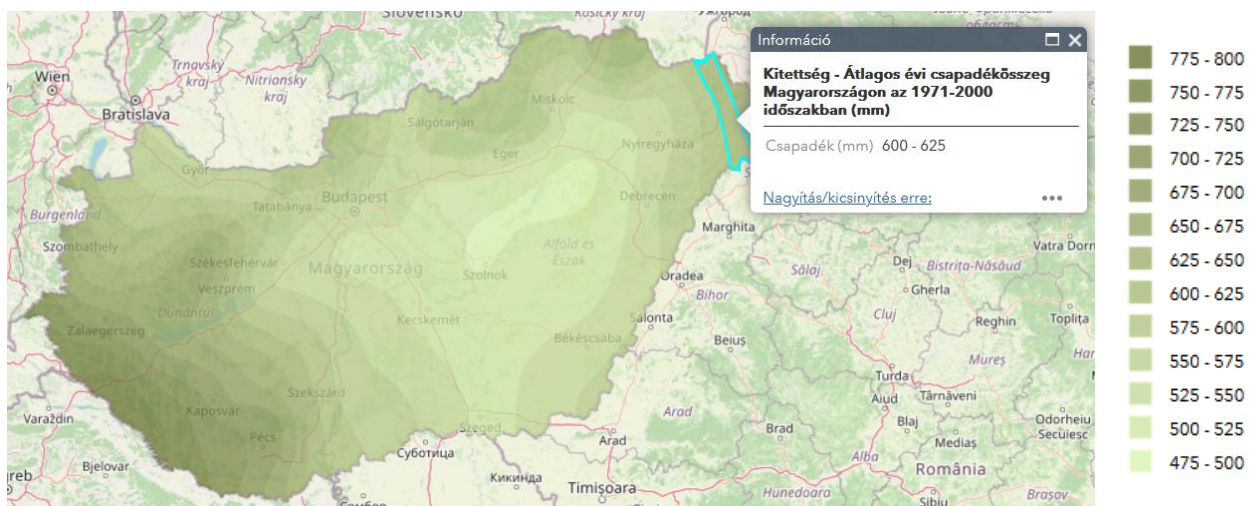 Slovensko
Košický kraj
Ужгород
Wien
Trnavský
kraj
Nitriansky
kraj
Bratislava
Miskolc
Salgótarján
Eger
Nyíregyháza
Győr
Tatabánya
Budapest
Debrecen
Burgenland
Szombathely
Székesfehérvár
Magyarország
Szolnok
Alföld és
Észak
Veszprém
Dunántúl
Zalaegerszeg
Kecskemét
Békéscsaba
Szekszárd
Kaposvár
Pécs
Szeged
Varaždin
Bjelovar
Суботица
Кикинда
Arad
Arad
Timișoara
Marghita
Oradea
Bihor
Salonta
Beiuș
Sălaj
Dej
Bistrița-Năsăud
Gherla
Vatra Dorn
Cluj
Reghin
Toplița
Mureș
Har
Turda
Aiud
Târnăveni
Brad
Blaj
Mediaș
Odorheiu
Secuiesc
Alba
România
Hunedoara
Sibiu
Brașov
Információ
Kitettség - Átlagos évi csapadékösszeg
Magyarországon az 1971-2000
időszakban (mm)
Csapadék (mm) 600 - 625
Nagyítás/kicsinyítés erre:
775 - 800
750 - 775
725 - 750
700 - 725
675 - 700
650 - 675
625 - 650
600 - 625
575 - 600
550 - 575
525 - 550
500 - 525
475 - 500